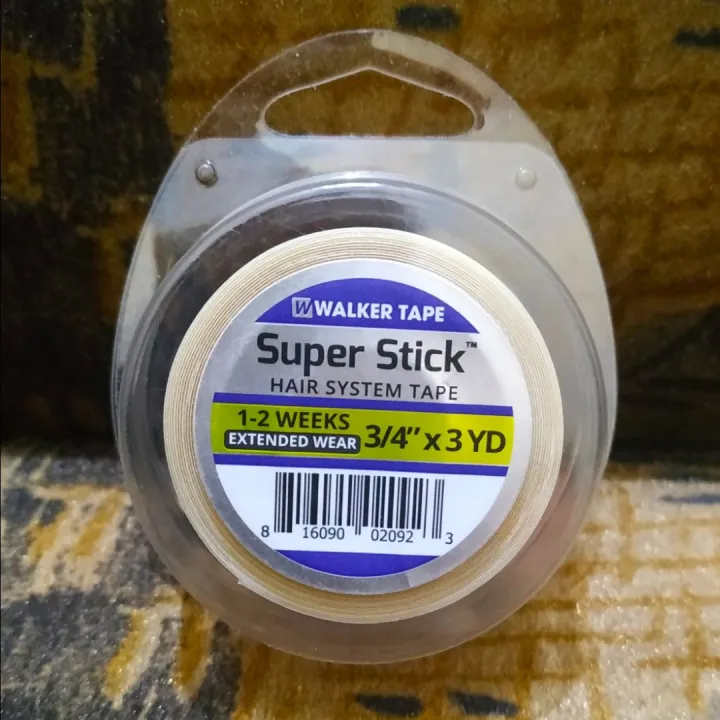 W WALKER TAPE
Super Stick™
HAIR SYSTEM TAPE
1-2 WEEKS
EXTENDED WEAR
3/4” x 3 YD
8 16090 02092 3